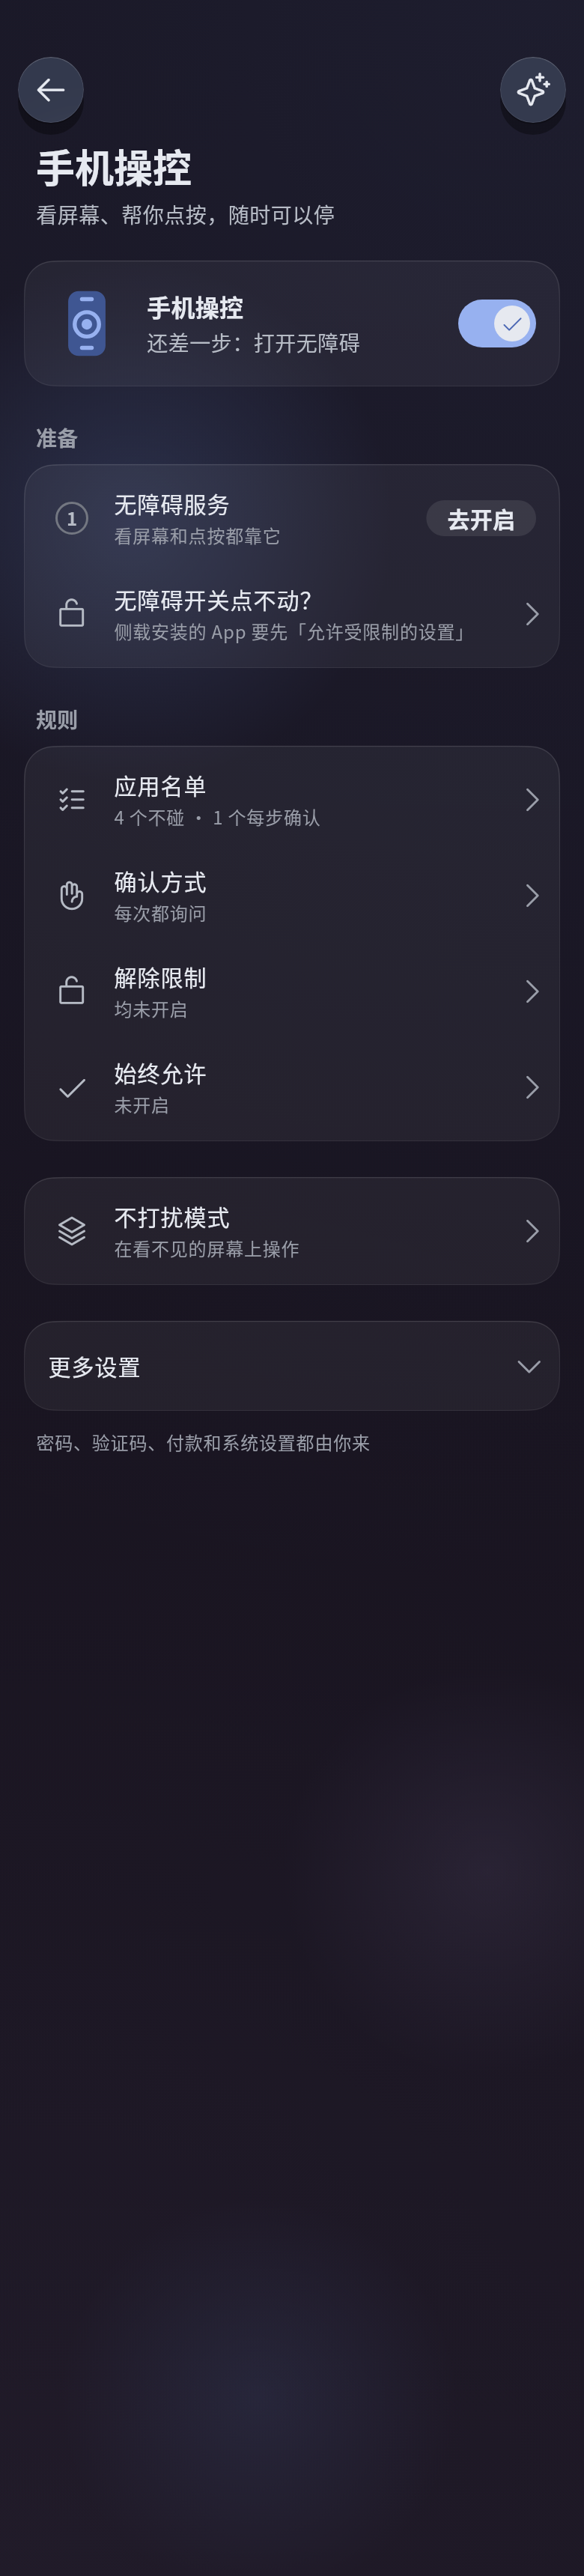 手机操控
看屏幕、帮你点按，随时可以停
手机操控
还差一步：打开无障碍
准备
1
无障碍服务
看屏幕和点按都靠它
去开启
无障碍开关点不动？
侧载安装的 App 要先「允许受限制的设置」
规则
应用名单
4 个不碰 · 1 个每步确认
确认方式
每次都询问
解除限制
均未开启
始终允许
未开启
不打扰模式
在看不见的屏幕上操作
更多设置
密码、验证码、付款和系统设置都由你来